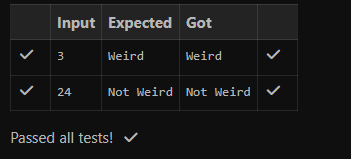 Input Expected Got
3 Weird Weird
24 Not Weird Not Weird
Passed all tests!